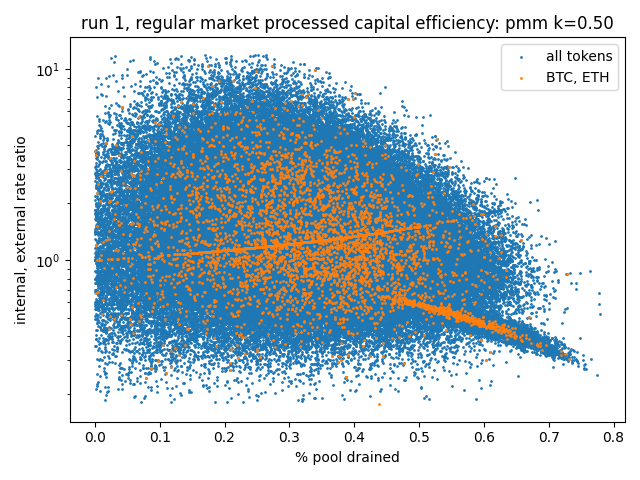 run 1, regular market processed capital efficiency: pmm k=0.50
all tokens
BTC, ETH
internal, external rate ratio
10¹
10⁰
0.0 0.1 0.2 0.3 0.4 0.5 0.6 0.7 0.8
% pool drained